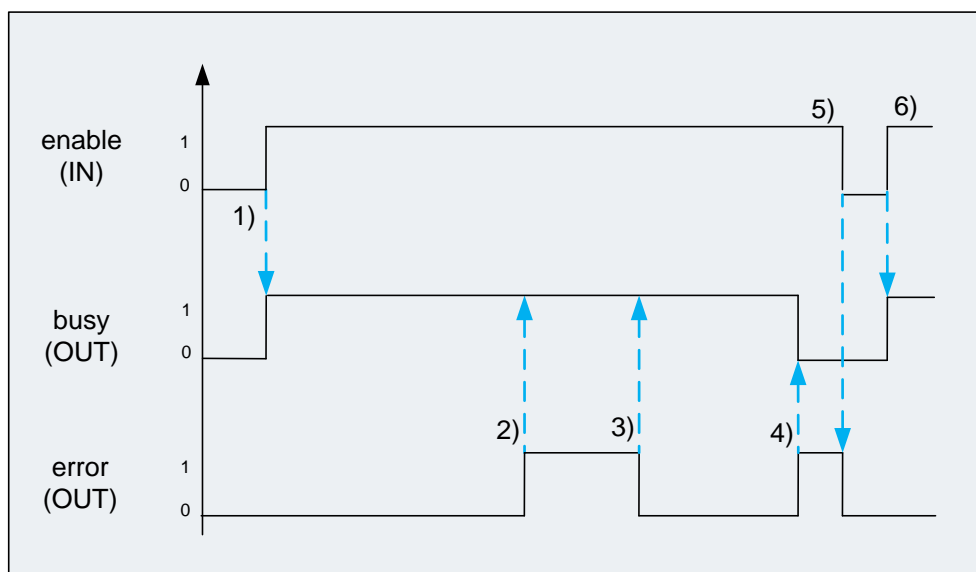 enable
(IN)
1
0
5)
6)
1)
busy
(OUT)
1
0
2)
3)
4)
error
(OUT)
1
0